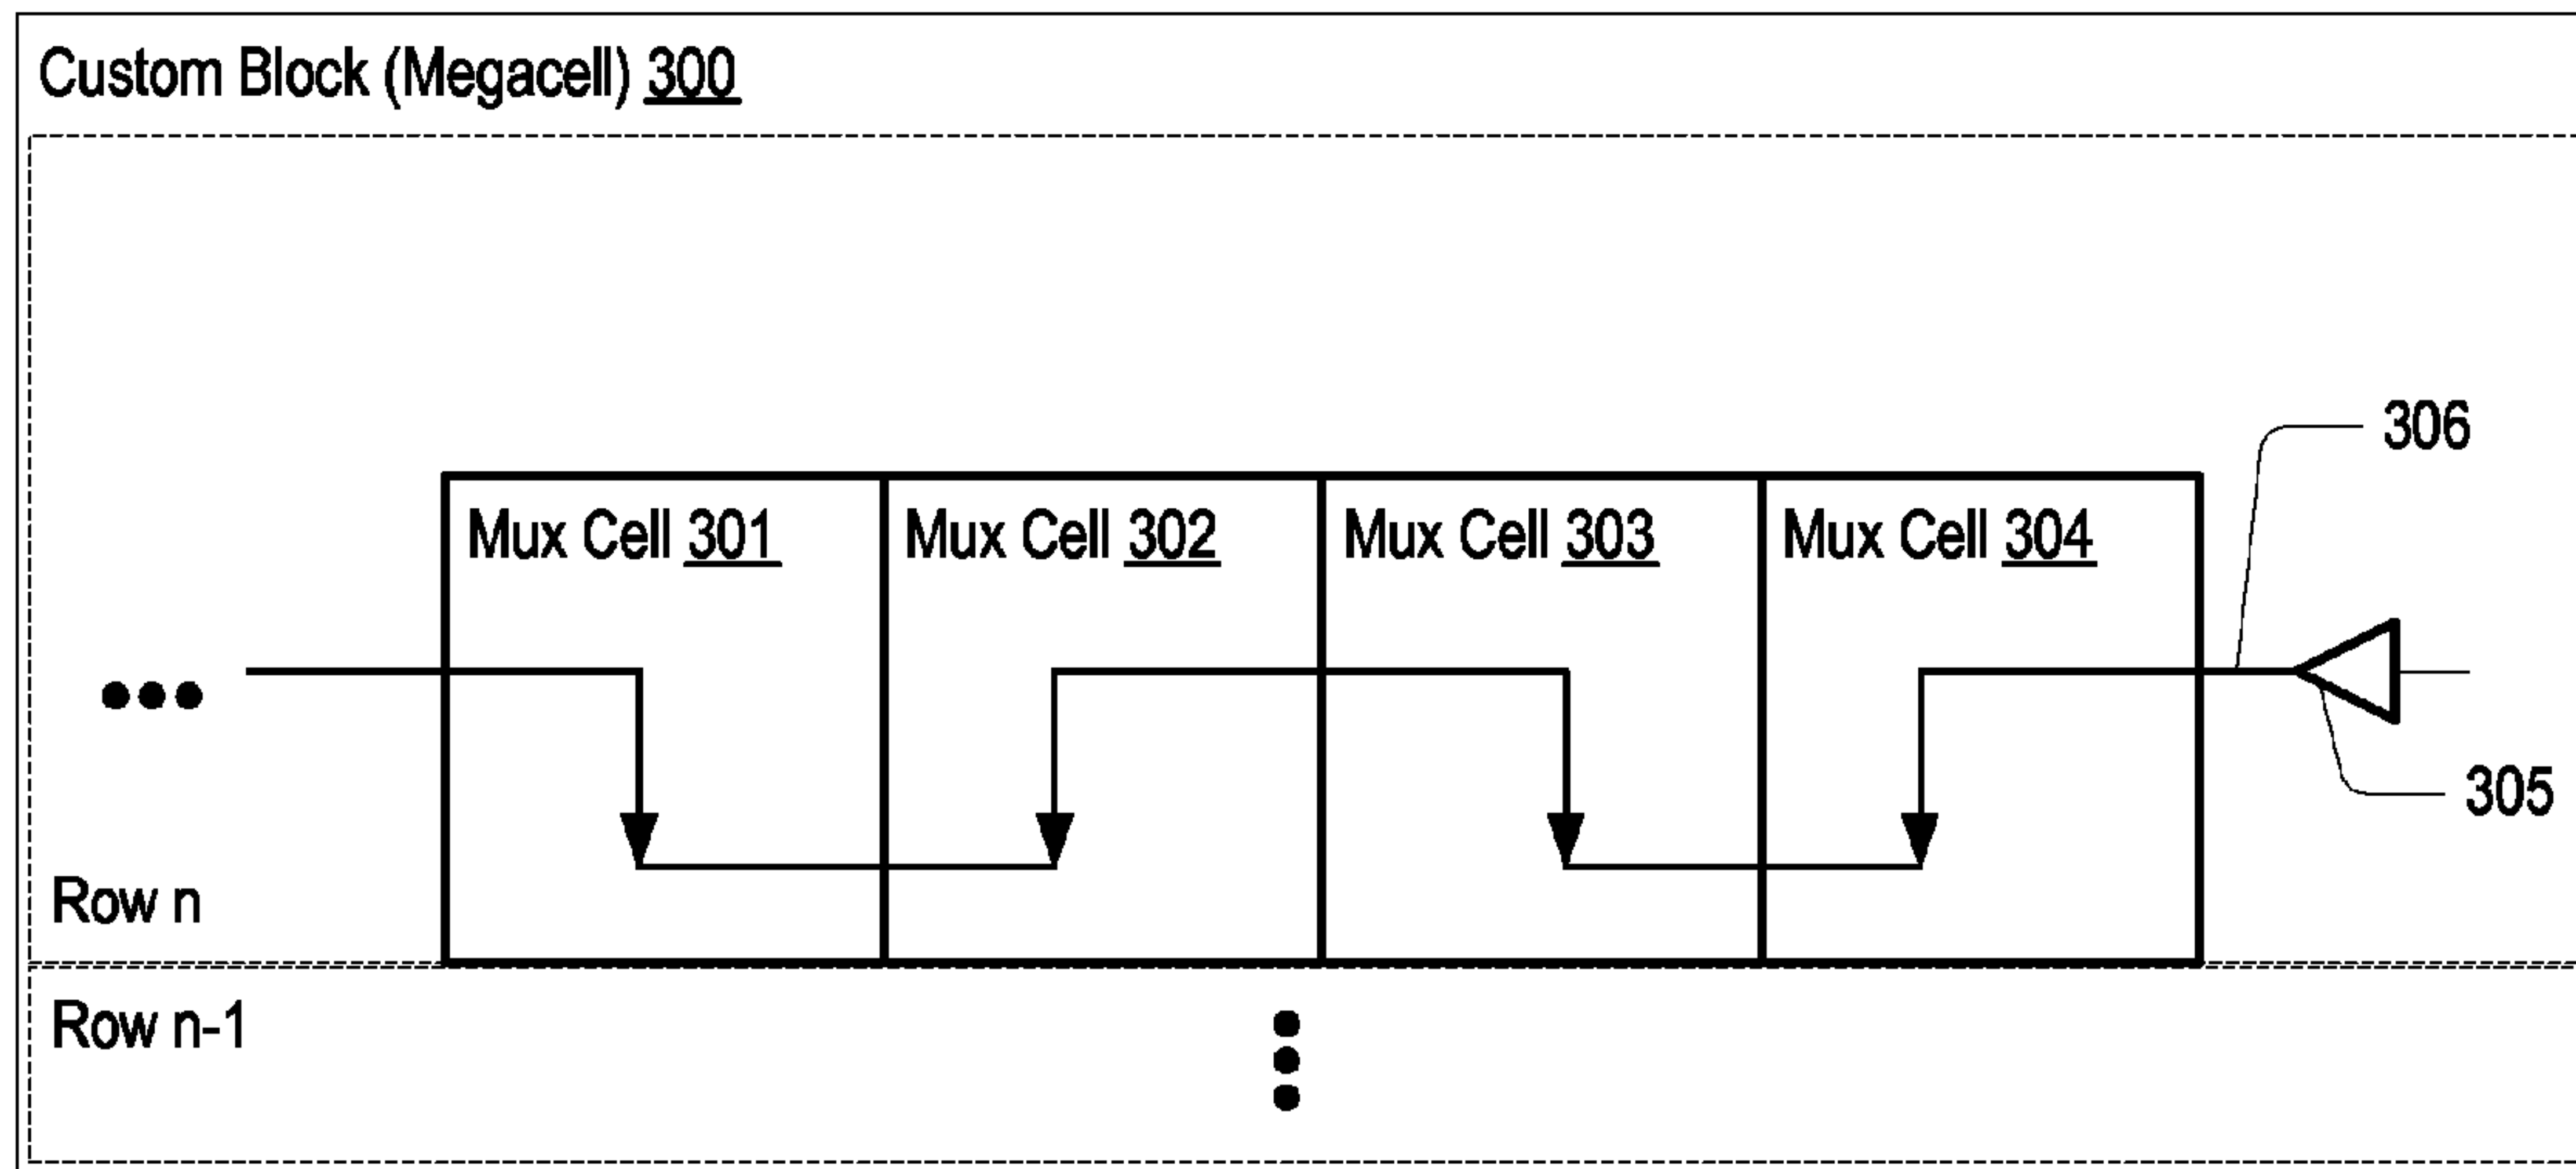 Custom Block (Megacell) 300
306
Mux Cell 301
Mux Cell 302
Mux Cell 303
Mux Cell 304
305
Row n
Row n-1